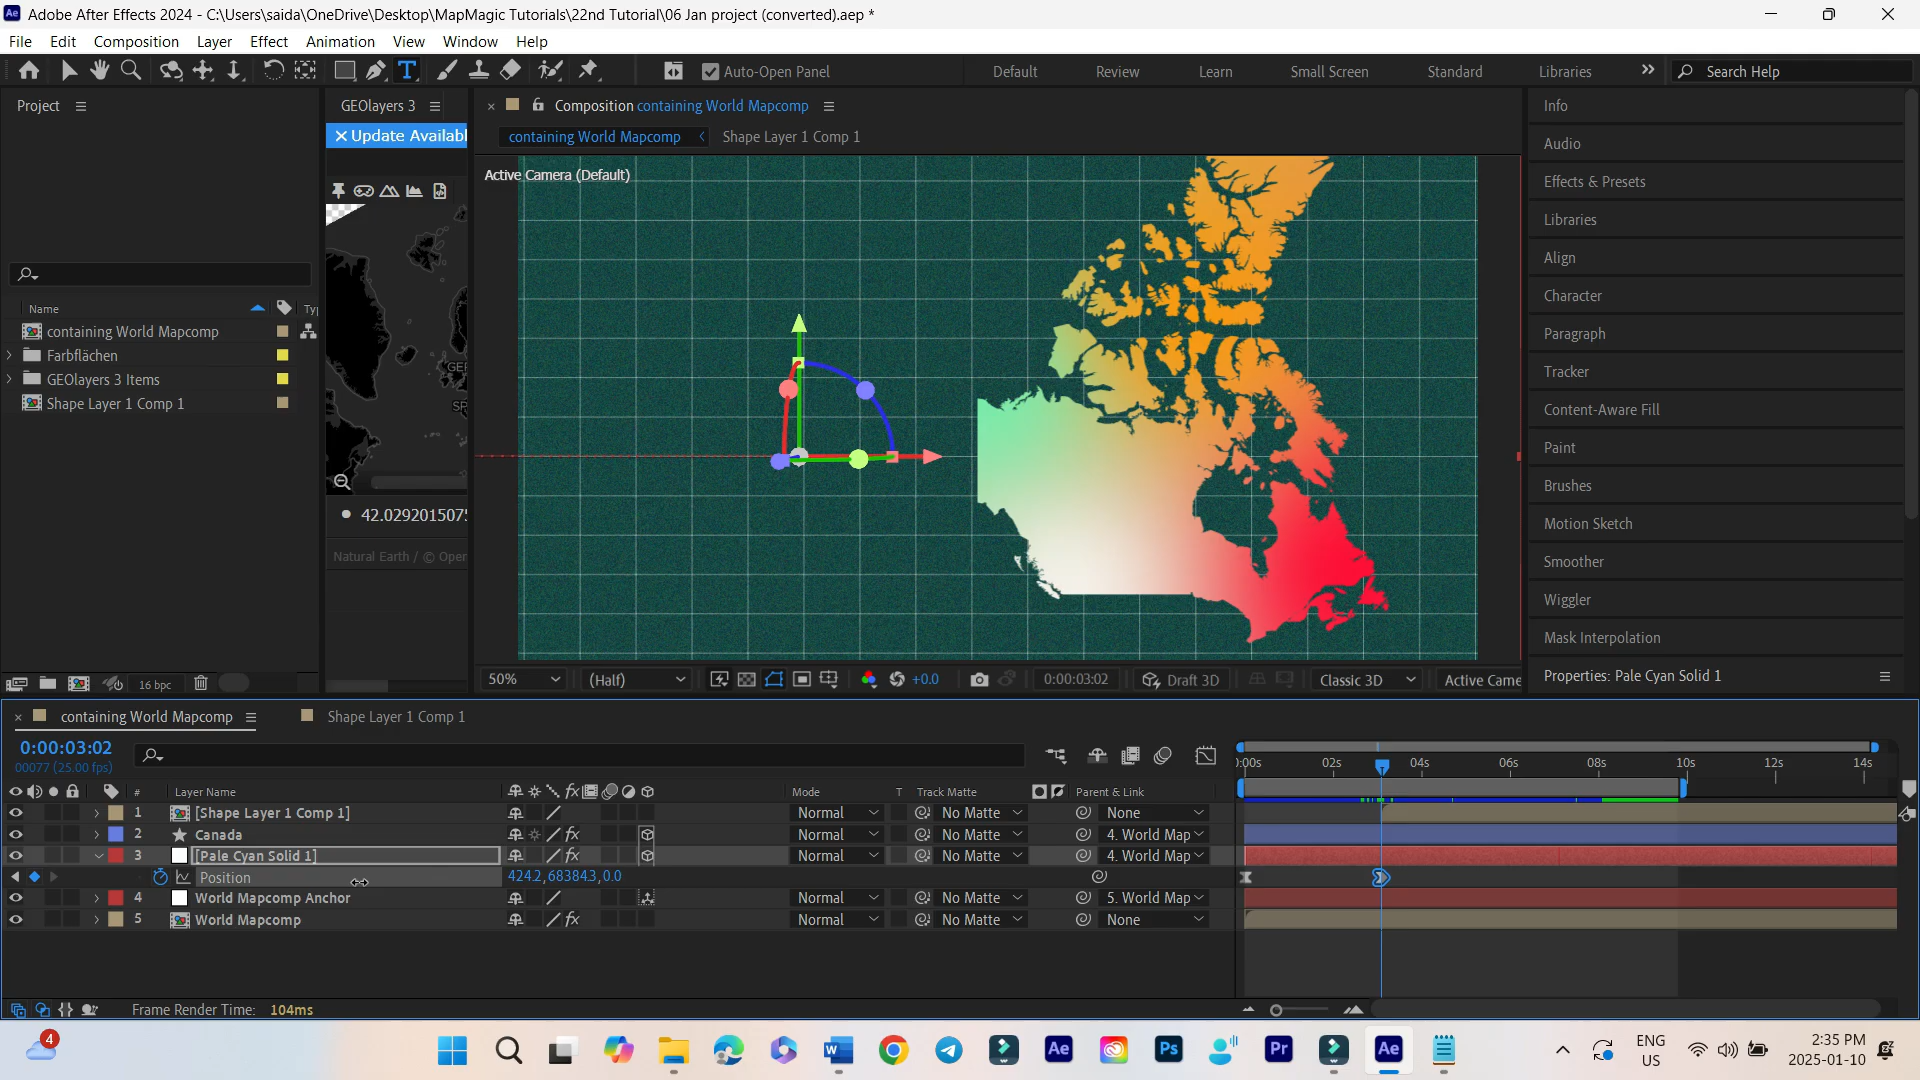 Adobe After Effects 2024 - C:\Users\saida\OneDrive\Desktop\MapMagic Tutorials\22nd Tutorial\06 Jan project (converted).aep *
File Edit Composition Layer Effect Animation View Window Help
Auto-Open Panel
Default Review Learn Small Screen Standard Libraries
Search Help
Project
GEOlayers 3
Composition containing World Mapcomp
Update Availabl
containing World Mapcomp
Shape Layer 1 Comp 1
Active Camera (Default)
Name
Typ
containing World Mapcomp
Farbflächen
GEOlayers 3 Items
Shape Layer 1 Comp 1
42.029201507
Natural Earth / © Open
16 bpc
50%
(Half)
+0.0
0:00:03:02
Draft 3D
Classic 3D
Active Came
Info
Audio
Effects & Presets
Libraries
Align
Character
Paragraph
Tracker
Content-Aware Fill
Paint
Brushes
Motion Sketch
Smoother
Wiggler
Mask Interpolation
Properties: Pale Cyan Solid 1
containing World Mapcomp
Shape Layer 1 Comp 1
0:00:03:02
00077 (25.00 fps)
:00s 02s 04s 06s 08s 10s 12s 14s
# Layer Name Mode T Track Matte Parent & Link
1 [Shape Layer 1 Comp 1] Normal No Matte None
2 Canada Normal No Matte 4. World Map
3 [Pale Cyan Solid 1] Normal No Matte 4. World Map
Position 424.2,68384.3,0.0
4 World Mapcomp Anchor Normal No Matte 5. World Map
5 World Mapcomp Normal No Matte None
Frame Render Time: 104ms
4
ENG
US
2:35 PM
2025-01-10